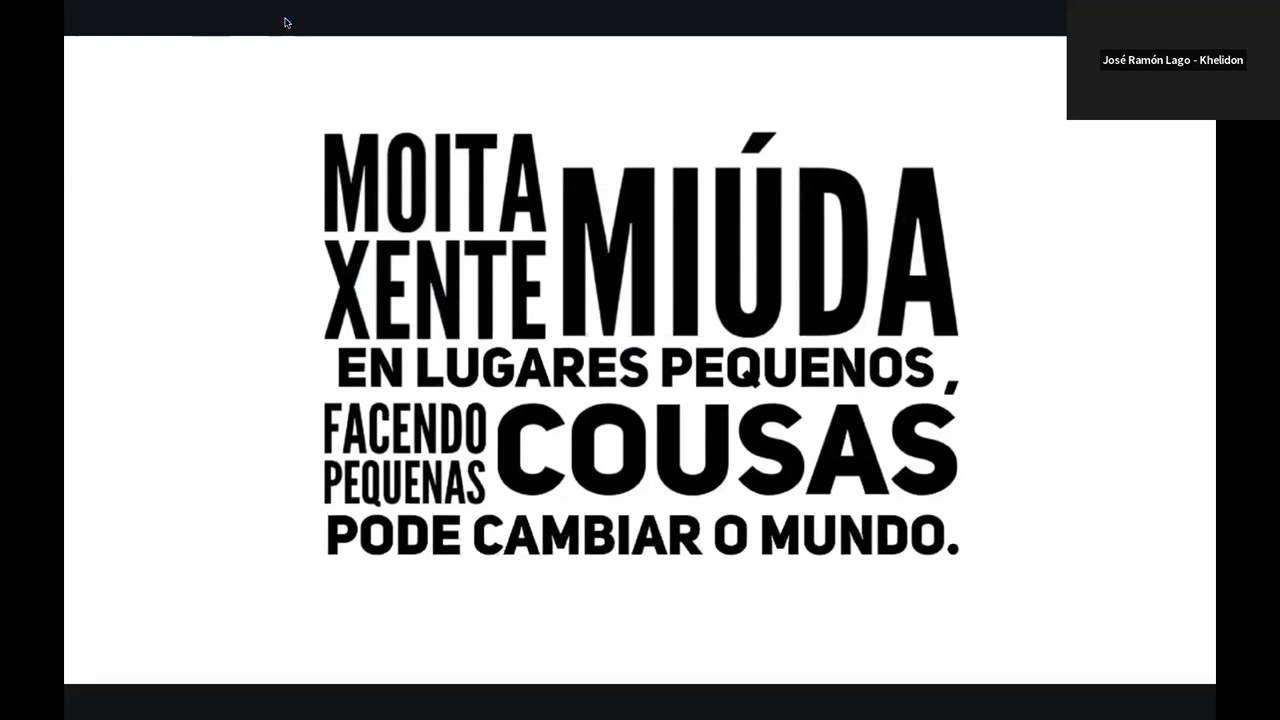 José Ramón Lago - Khelidon
MOITA
XENTE
MIÚDA
EN LUGARES PEQUENOS,
FACENDO
PEQUENAS
COUSAS
PODE CAMBIAR O MUNDO.